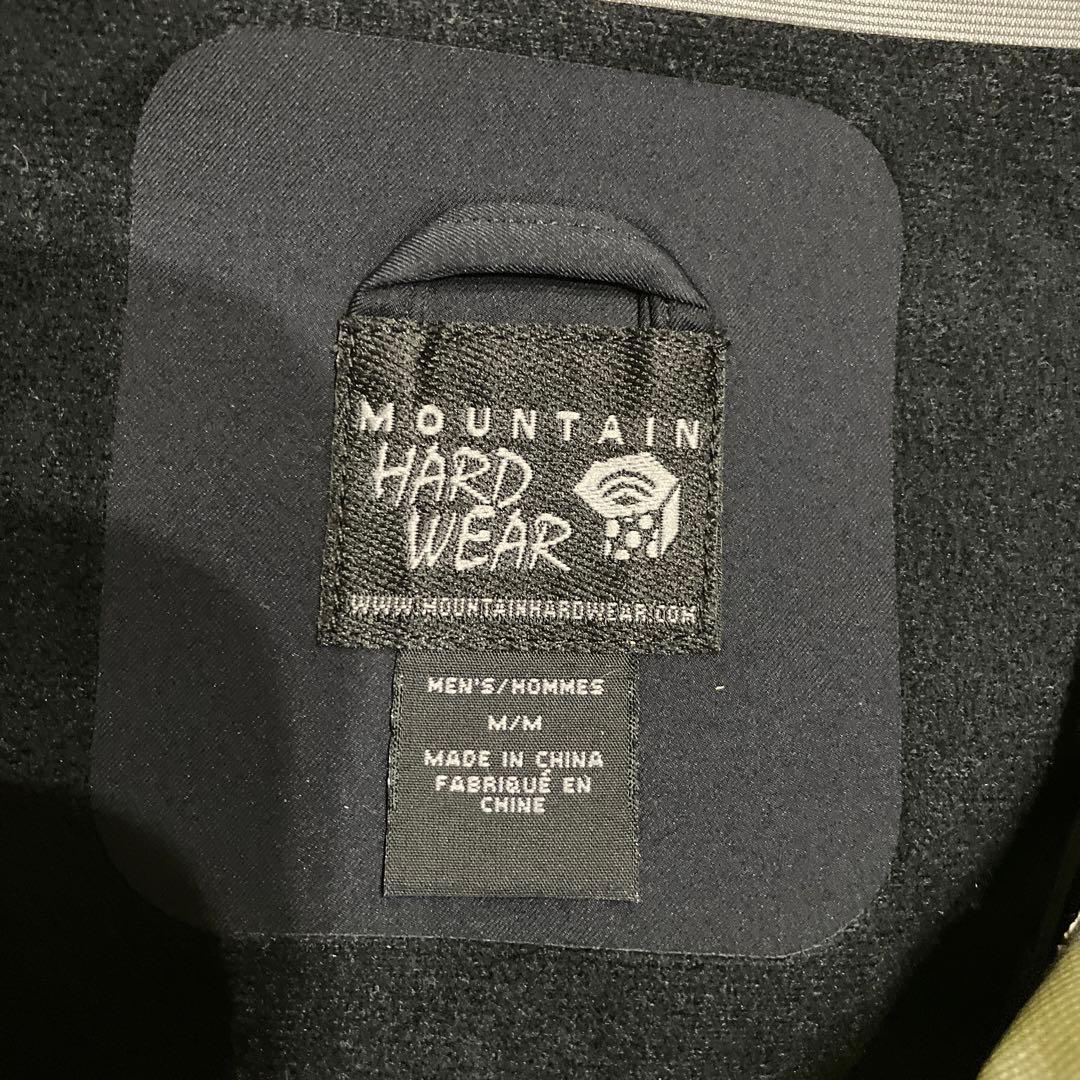 MOUNTAIN
HARD
WEAR
WWW.MOUNTAINHARDWEAR.COM
MEN'S/HOMMES
M/M
MADE IN CHINA
FABRIQUÉ EN
CHINE